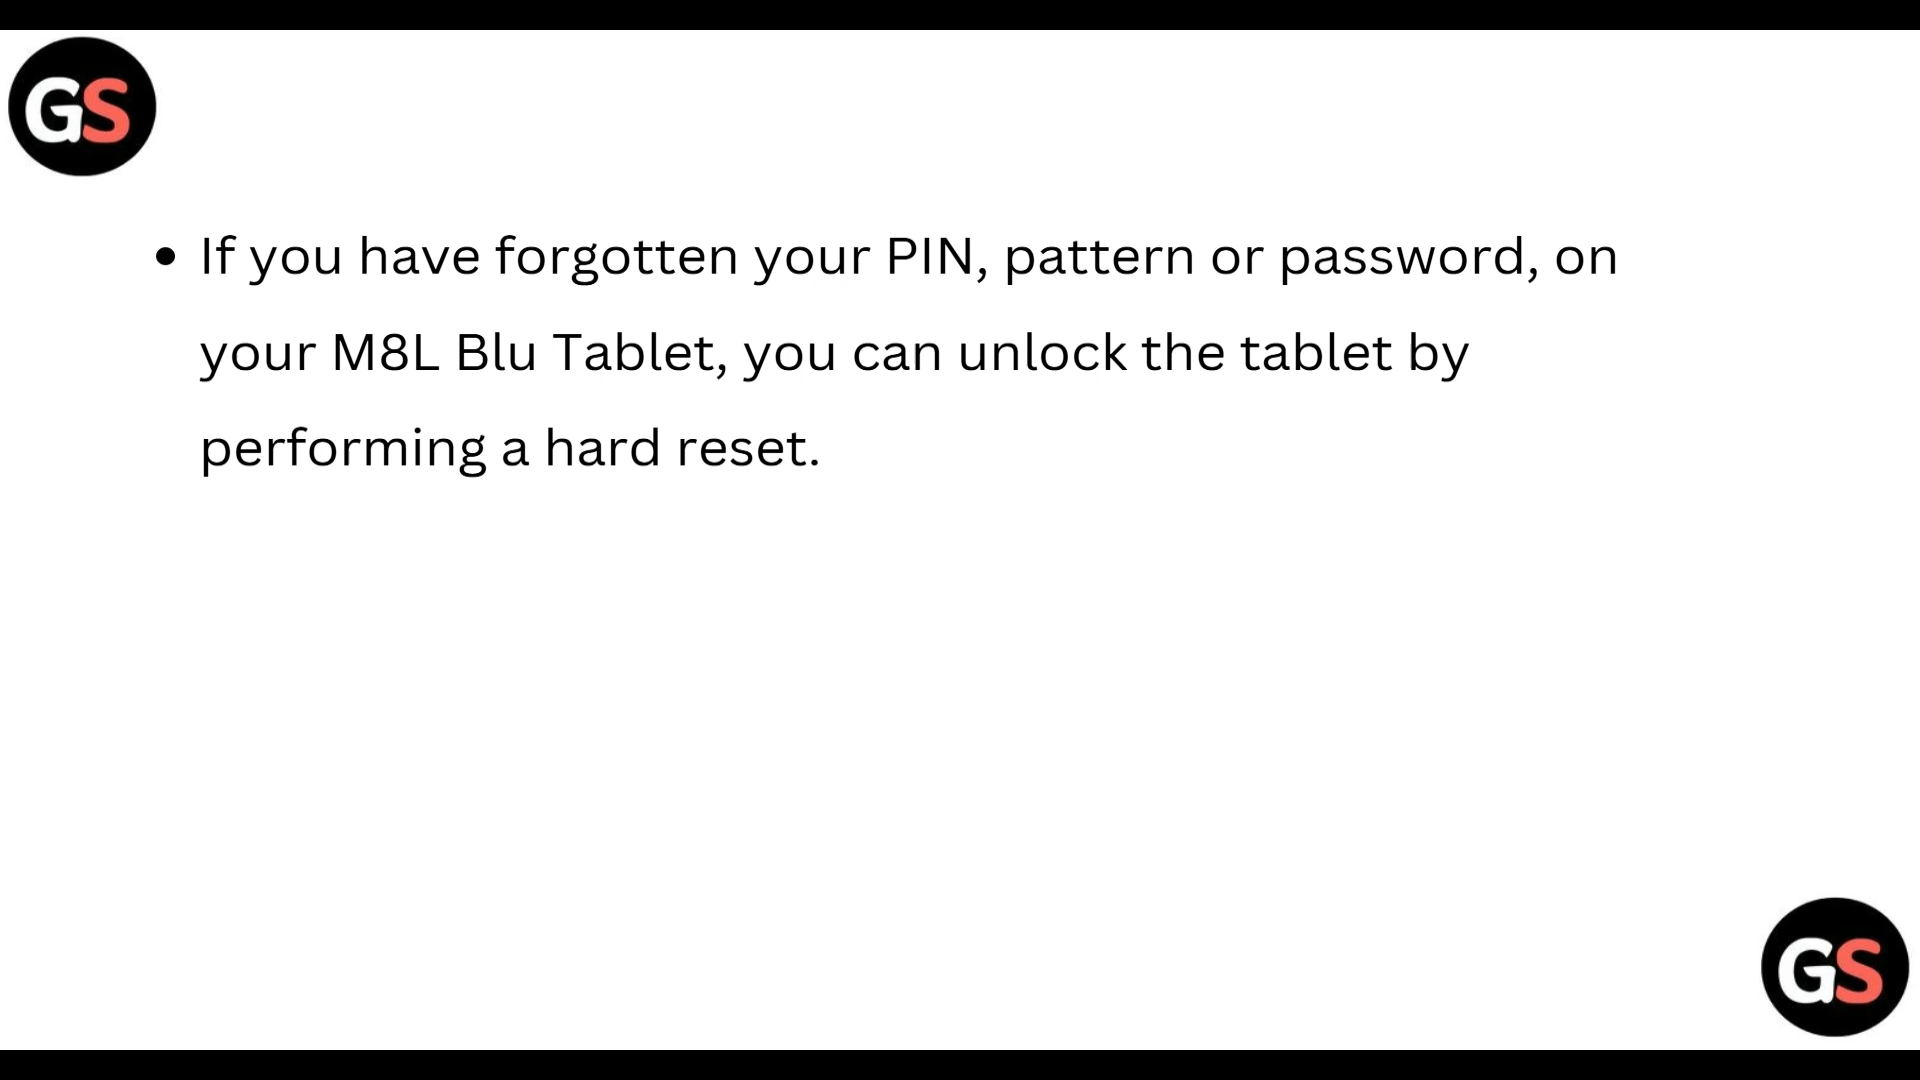 GS
• If you have forgotten your PIN, pattern or password, on
your M8L Blu Tablet, you can unlock the tablet by
performing a hard reset.
GS